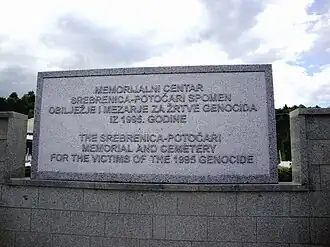 MEMORIJALNI CENTAR
SREBRENICA-POTOČARI SPOMEN
OBILJEŽJE I MEZARJE ZA ŽRTVE GENOCIDA
IZ 1995. GODINE
THE SREBRENICA-POTOČARI
MEMORIAL AND CEMETERY
FOR THE VICTIMS OF THE 1995 GENOCIDE